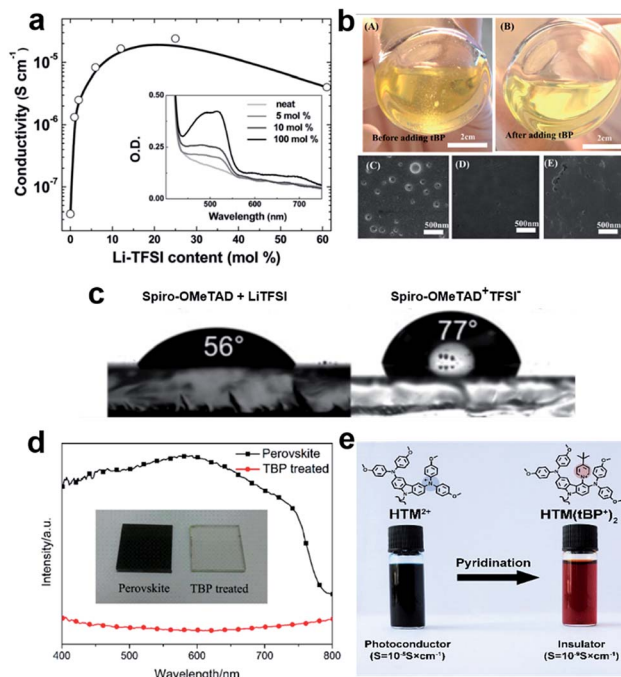 a
Conductivity (S cm⁻¹)
10⁻⁵
10⁻⁶
10⁻⁷
0 10 20 30 40 50 60
Li-TFSI content (mol %)
O.D.
0.50
0.25
0.00
neat
5 mol %
10 mol %
100 mol %
500 600 700
Wavelength (nm)
b
(A)
Before adding tBP
2cm
(B)
After adding tBP
2cm
(C)
500nm
(D)
500nm
(E)
500nm
c
Spiro-OMeTAD + LiTFSI
56°
Spiro-OMeTAD⁺TFSI⁻
77°
d
Intensity/a.u.
Perovskite
TBP treated
Perovskite
TBP treated
400 500 600 700 800
Wavelength/nm
e
HTM²⁺
Pyridination
HTM(tBP⁺)₂
Photoconductor
Insulator